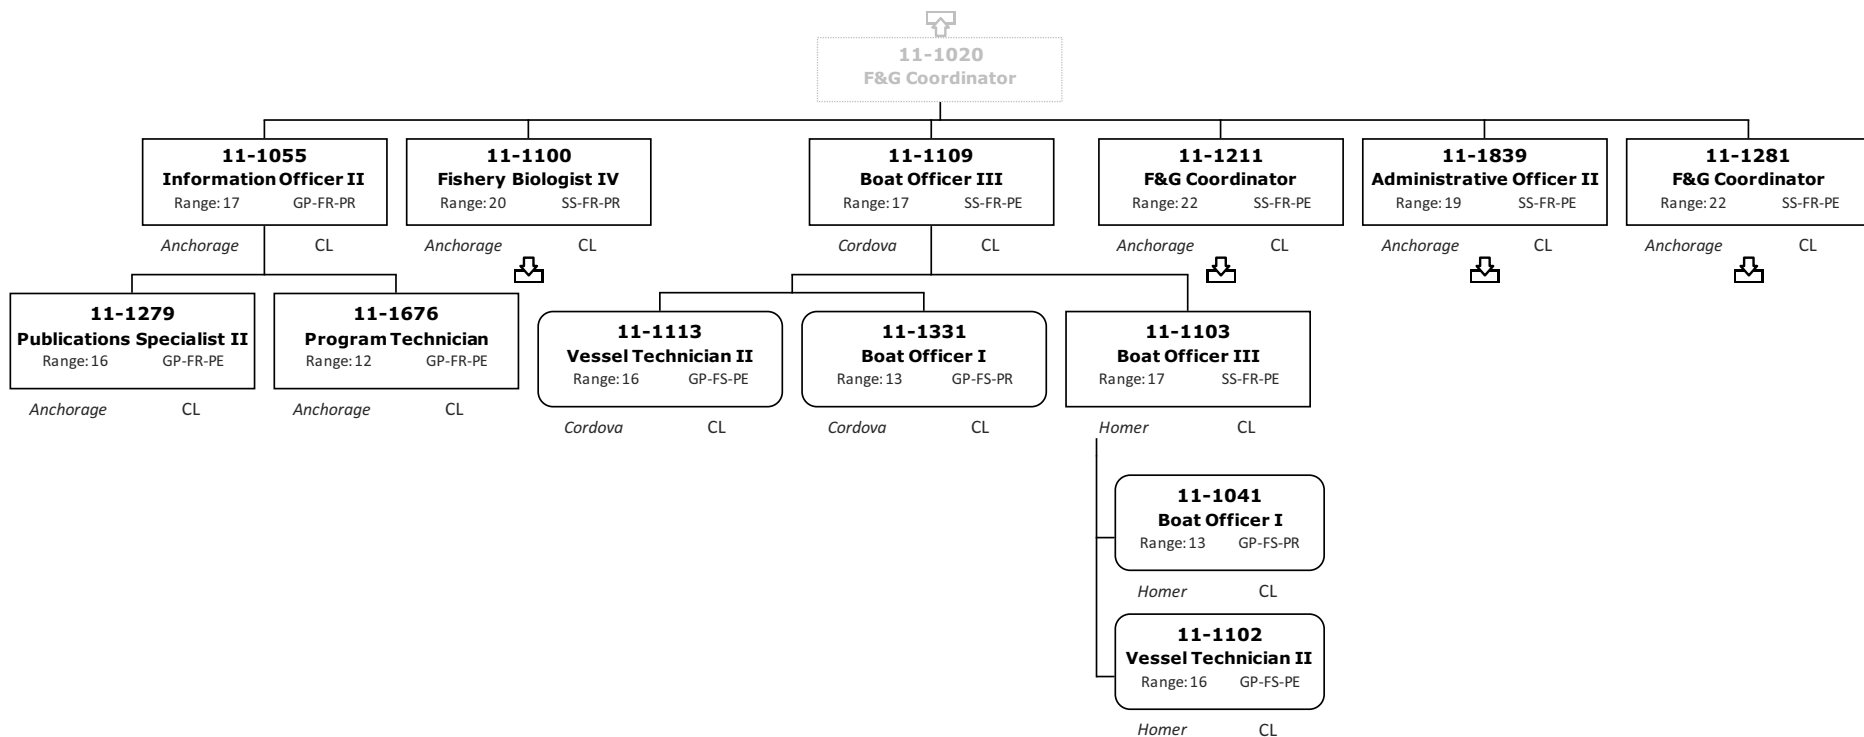 11-1020
F&G Coordinator
11-1055
Information Officer II
Range: 17 GP-FR-PR
Anchorage CL
11-1100
Fishery Biologist IV
Range: 20 SS-FR-PR
Anchorage CL
11-1109
Boat Officer III
Range: 17 SS-FR-PE
Cordova CL
11-1211
F&G Coordinator
Range: 22 SS-FR-PE
Anchorage CL
11-1839
Administrative Officer II
Range: 19 SS-FR-PE
Anchorage CL
11-1281
F&G Coordinator
Range: 22 SS-FR-PE
Anchorage CL
11-1279
Publications Specialist II
Range: 16 GP-FR-PE
Anchorage CL
11-1676
Program Technician
Range: 12 GP-FR-PE
Anchorage CL
11-1113
Vessel Technician II
Range: 16 GP-FS-PE
Cordova CL
11-1331
Boat Officer I
Range: 13 GP-FS-PR
Cordova CL
11-1103
Boat Officer III
Range: 17 SS-FR-PE
Homer CL
11-1041
Boat Officer I
Range: 13 GP-FS-PR
Homer CL
11-1102
Vessel Technician II
Range: 16 GP-FS-PE
Homer CL